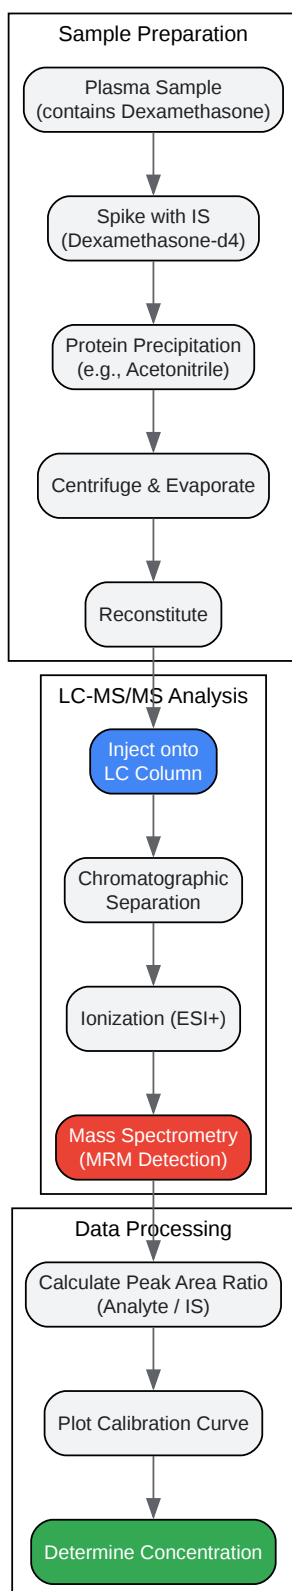 Sample Preparation
Plasma Sample
(contains Dexamethasone)
Spike with IS
(Dexamethasone-d4)
Protein Precipitation
(e.g., Acetonitrile)
Centrifuge & Evaporate
Reconstitute
LC-MS/MS Analysis
Inject onto
LC Column
Chromatographic
Separation
Ionization (ESI+)
Mass Spectrometry
(MRM Detection)
Data Processing
Calculate Peak Area Ratio
(Analyte / IS)
Plot Calibration Curve
Determine Concentration